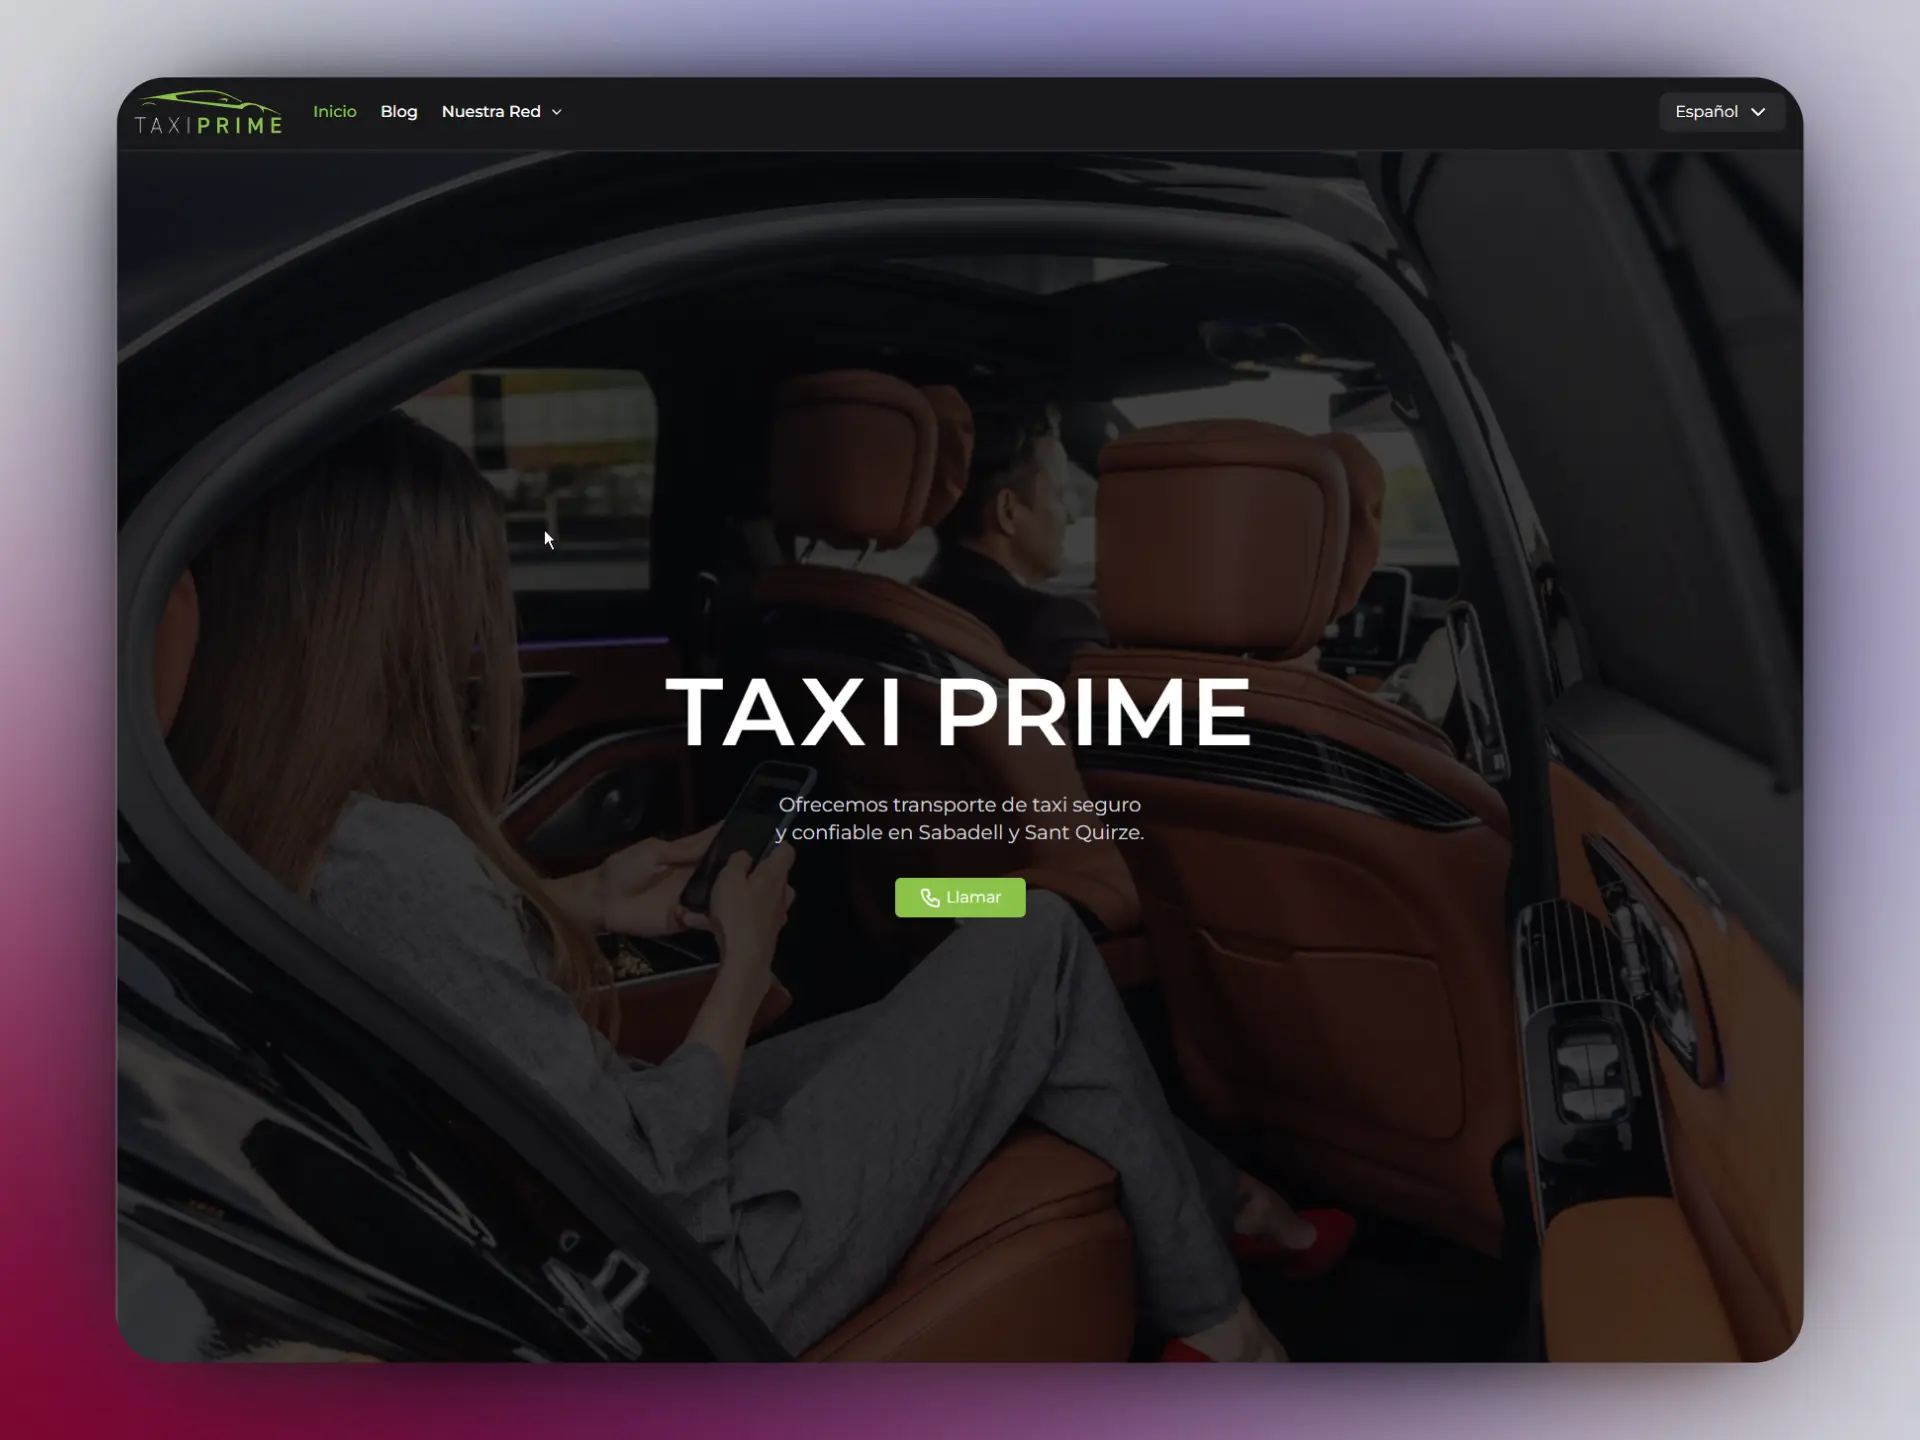 TAXIPRIME
Inicio
Blog
Nuestra Red
Español
TAXI PRIME
Ofrecemos transporte de taxi seguro
y confiable en Sabadell y Sant Quirze.
Llamar